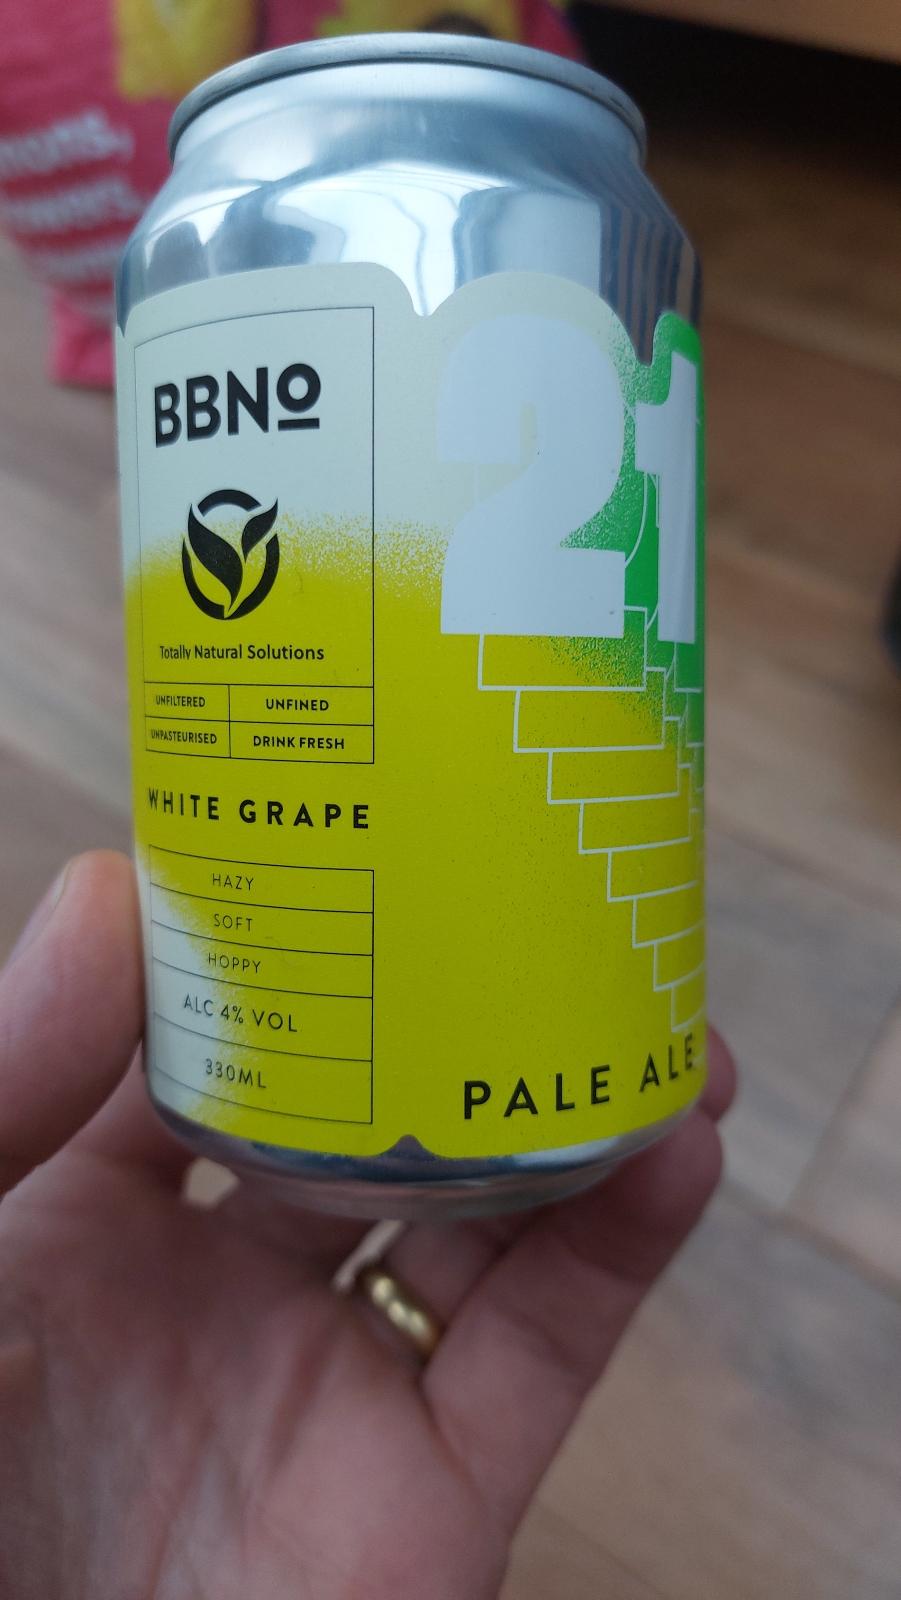 BBNo
Totally Natural Solutions
UNFILTERED
UNFINED
UNPASTEURISED
DRINK FRESH
WHITE GRAPE
HAZY
SOFT
HOPPY
ALC 4% VOL
330ML
21
PALE ALE